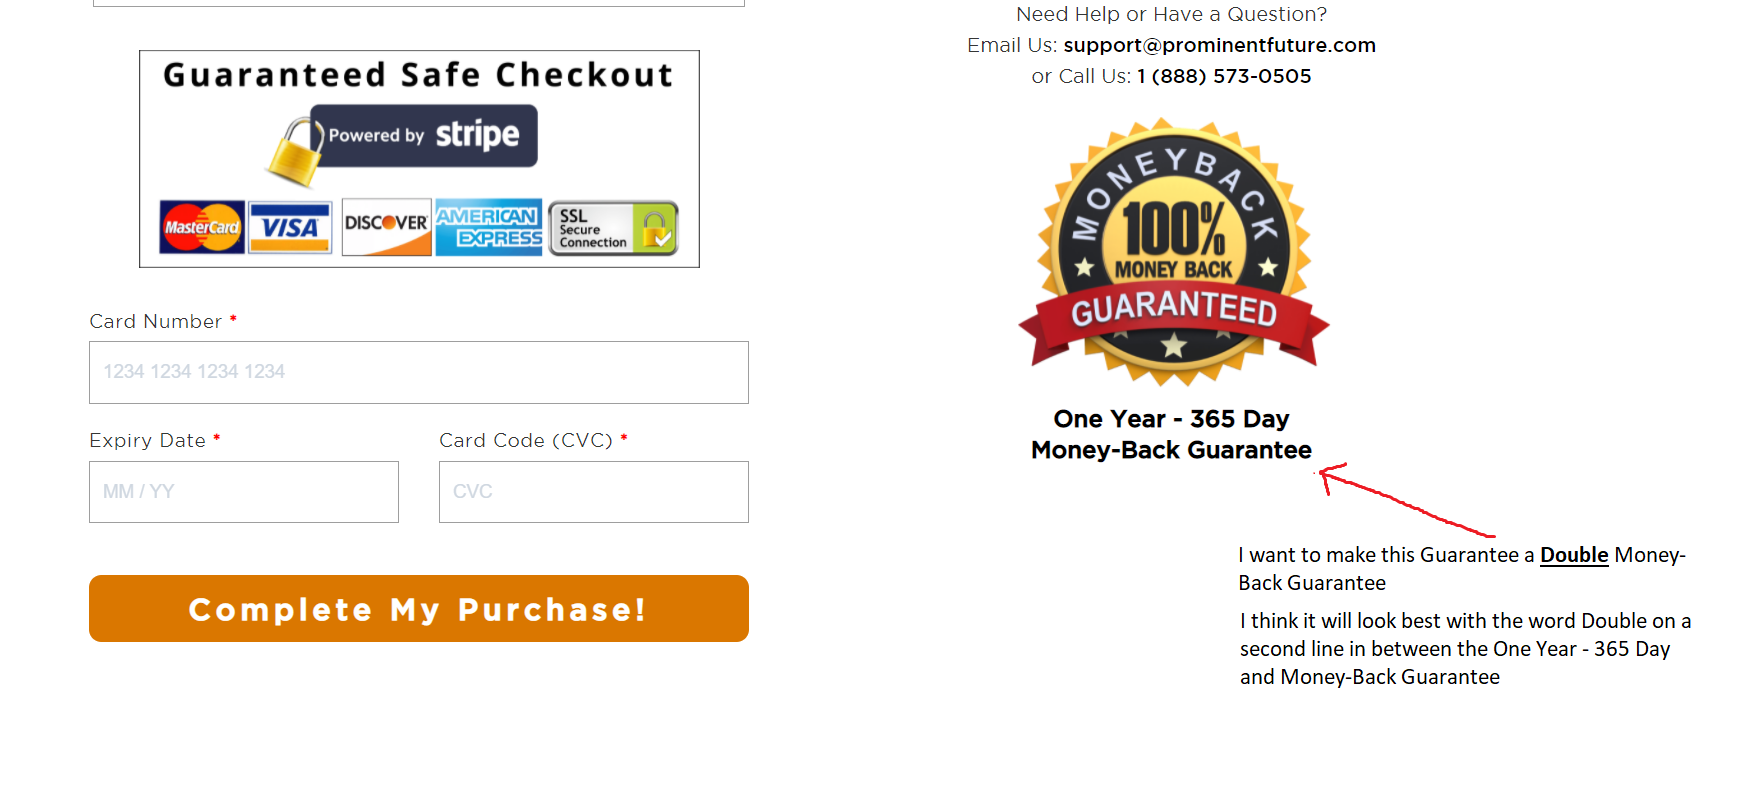 Guaranteed Safe Checkout
Powered by stripe
MasterCard VISA DISCOVER AMERICAN EXPRESS SSL Secure Connection
Card Number *
1234 1234 1234 1234
Expiry Date * Card Code (CVC) *
MM / YY CVC
Complete My Purchase!
Need Help or Have a Question?
Email Us: support@prominentfuture.com
or Call Us: 1 (888) 573-0505
MONEYBACK
100%
MONEY BACK
GUARANTEED
One Year - 365 Day
Money-Back Guarantee
I want to make this Guarantee a Double Money-
Back Guarantee
I think it will look best with the word Double on a
second line in between the One Year - 365 Day
and Money-Back Guarantee